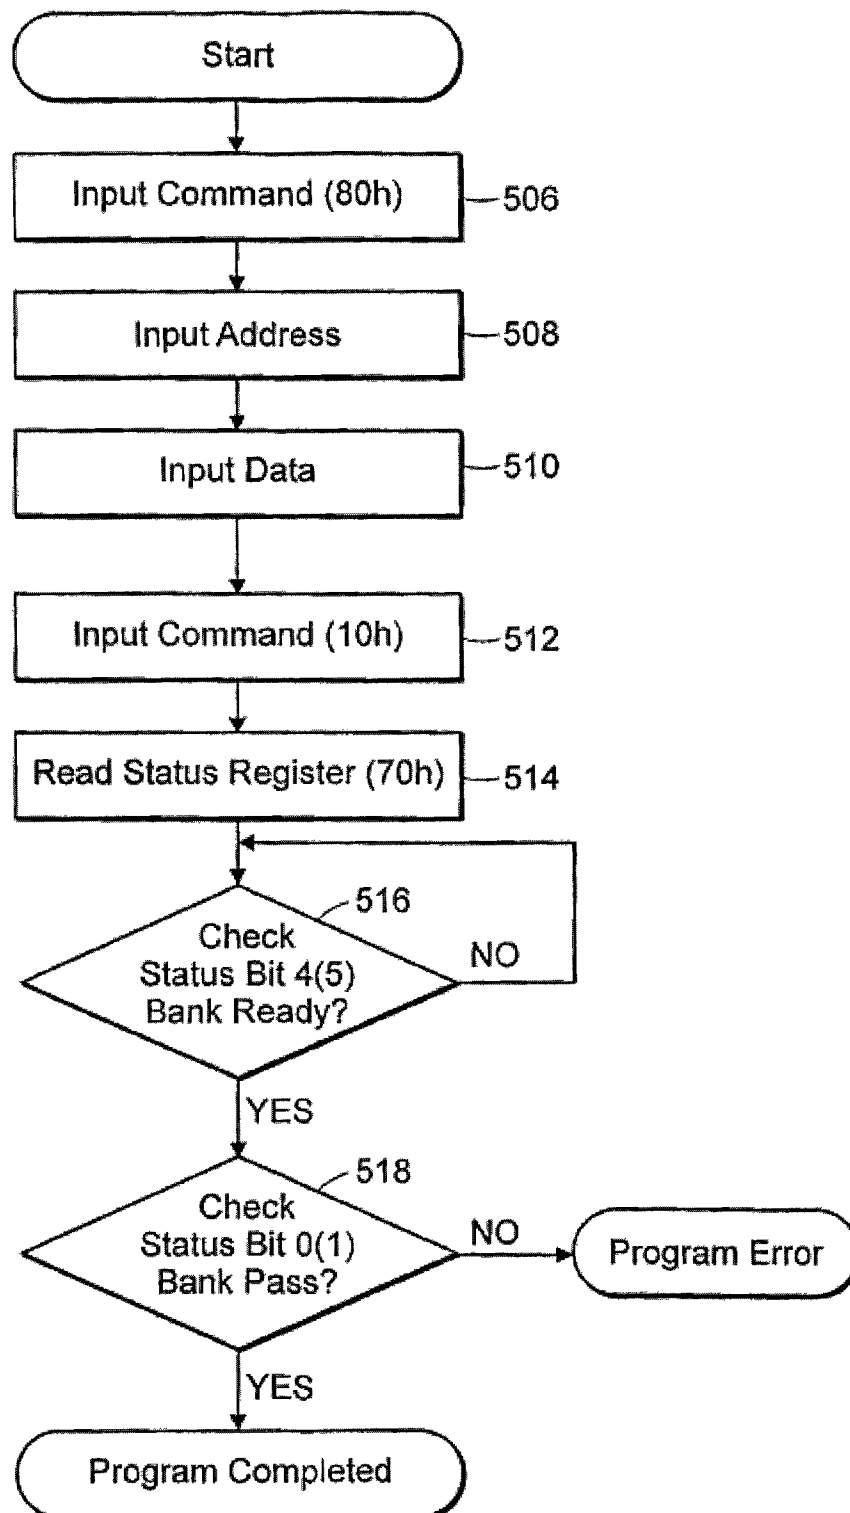 Start
Input Command (80h)
506
Input Address
508
Input Data
510
Input Command (10h)
512
Read Status Register (70h)
514
516
Check
Status Bit 4(5)
Bank Ready?
NO
YES
518
Check
Status Bit 0(1)
Bank Pass?
NO
Program Error
YES
Program Completed